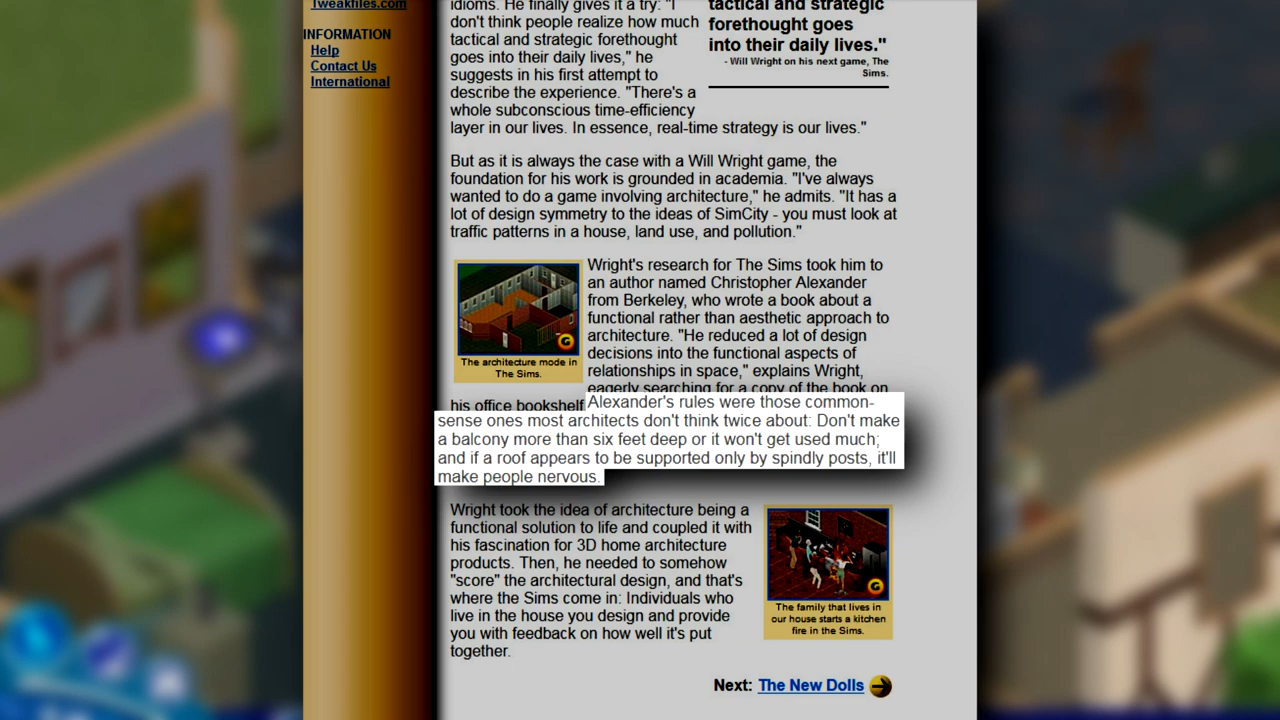 Tweakfiles.com
INFORMATION
Help
Contact Us
International
idioms. He finally gives it a try: "I
don't think people realize how much
tactical and strategic forethought
goes into their daily lives," he
suggests in his first attempt to
describe the experience. "There's a
whole subconscious time-efficiency
layer in our lives. In essence, real-time strategy is our lives."
tactical and strategic
forethought goes
into their daily lives."
- Will Wright on his next game, The
Sims.
But as it is always the case with a Will Wright game, the
foundation for his work is grounded in academia. "I've always
wanted to do a game involving architecture," he admits. "It has a
lot of design symmetry to the ideas of SimCity - you must look at
traffic patterns in a house, land use, and pollution."
The architecture mode in
The Sims.
Wright's research for The Sims took him to
an author named Christopher Alexander
from Berkeley, who wrote a book about a
functional rather than aesthetic approach to
architecture. "He reduced a lot of design
decisions into the functional aspects of
relationships in space," explains Wright,
eagerly searching for a copy of the book on
his office bookshelf
Alexander's rules were those common-
sense ones most architects don't think twice about: Don't make
a balcony more than six feet deep or it won't get used much;
and if a roof appears to be supported only by spindly posts, it'll
make people nervous.
Wright took the idea of architecture being a
functional solution to life and coupled it with
his fascination for 3D home architecture
products. Then, he needed to somehow
"score" the architectural design, and that's
where the Sims come in: Individuals who
live in the house you design and provide
you with feedback on how well it's put
together.
The family that lives in
our house starts a kitchen
fire in the Sims.
Next: The New Dolls